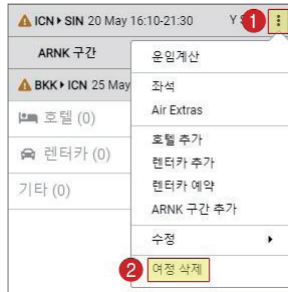 ICN ▸ SIN 20 May 16:10-21:30 Y S
1
ARNK 구간
BKK ▸ ICN 25 May
호텔 (0)
렌터카 (0)
기타 (0)
운임계산
좌석
Air Extras
호텔 추가
렌터카 추가
렌터카 예약
ARNK 구간 추가
수정
2 여정 삭제